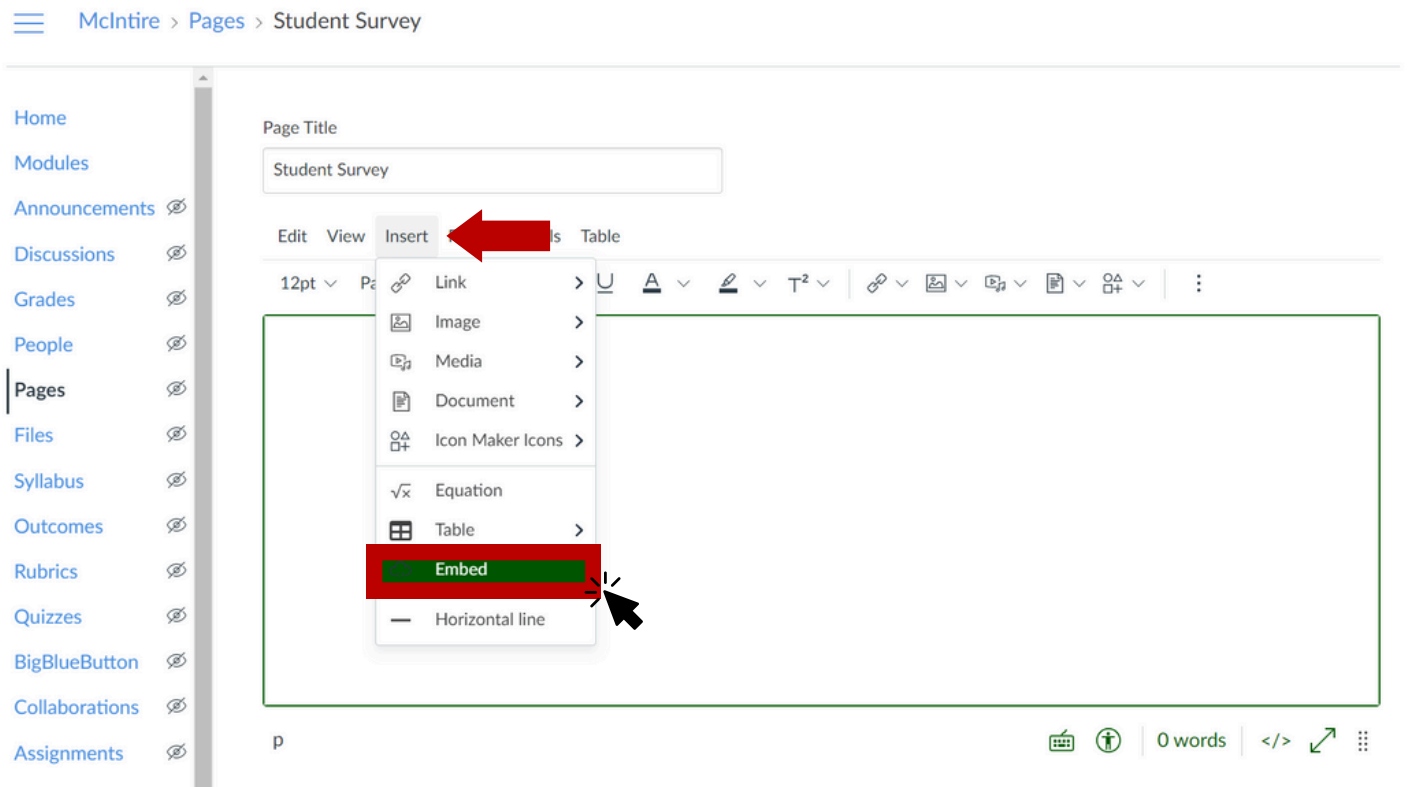 McIntire > Pages > Student Survey
Home
Modules
Announcements
Discussions
Grades
People
Pages
Files
Syllabus
Outcomes
Rubrics
Quizzes
BigBlueButton
Collaborations
Assignments
Page Title
Student Survey
Edit View Insert Table
12pt
Link
Image
Media
Document
Icon Maker Icons
Equation
Table
Embed
Horizontal line
p
0 words </>